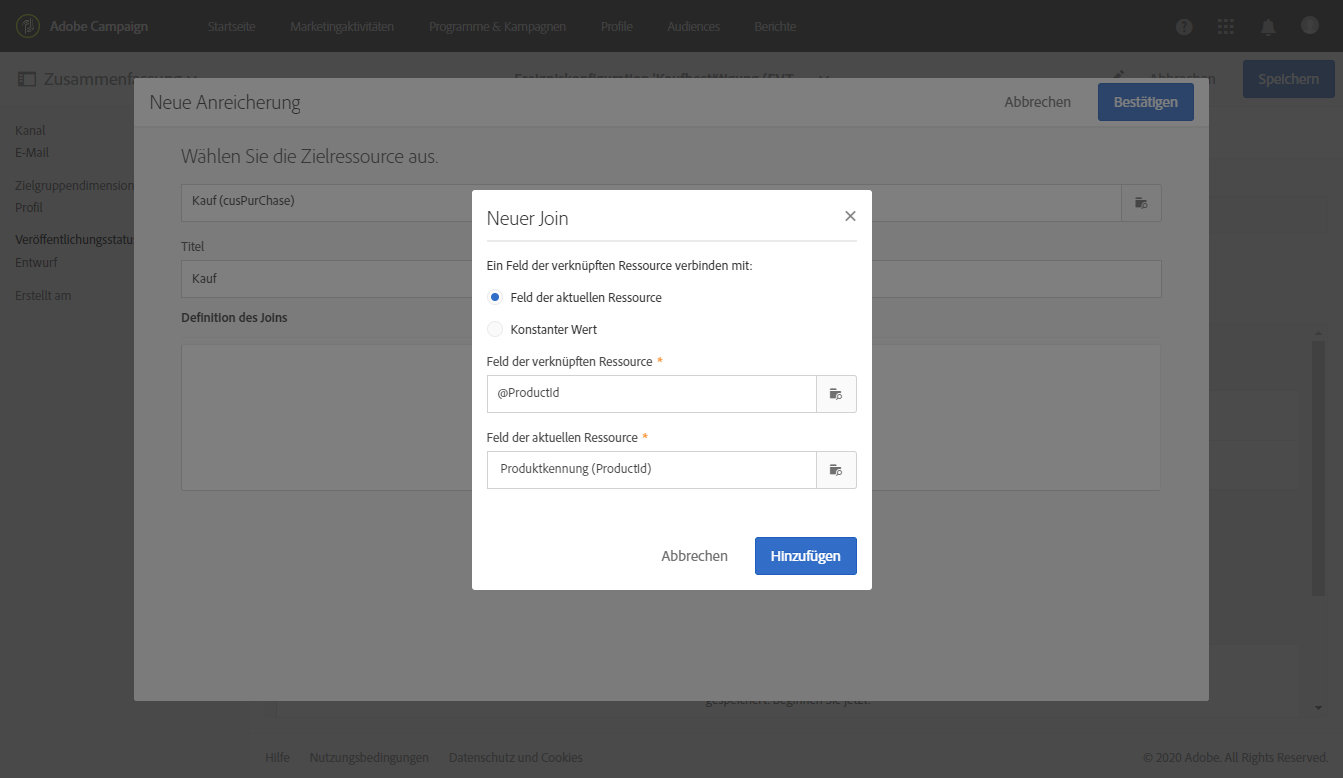 Adobe Campaign
Startseite Marketingaktivitäten Programme & Kampagnen Profile Audiences Berichte
Zusammenfassung
Abbrechen Speichern
Neue Anreicherung Abbrechen Bestätigen
Kanal
E-Mail
Zielgruppendimension
Profil
Veröffentlichungsstatus
Entwurf
Erstellt am
Wählen Sie die Zielressource aus.
Kauf (cusPurChase)
Titel
Kauf
Definition des Joins
Neuer Join
Ein Feld der verknüpften Ressource verbinden mit:
Feld der aktuellen Ressource
Konstanter Wert
Feld der verknüpften Ressource *
@ProductId
Feld der aktuellen Ressource *
Produktkennung (ProductId)
Abbrechen Hinzufügen
gespeichert. Beginnen Sie jetzt.
Hilfe Nutzungsbedingungen Datenschutz und Cookies © 2020 Adobe. All Rights Reserved.